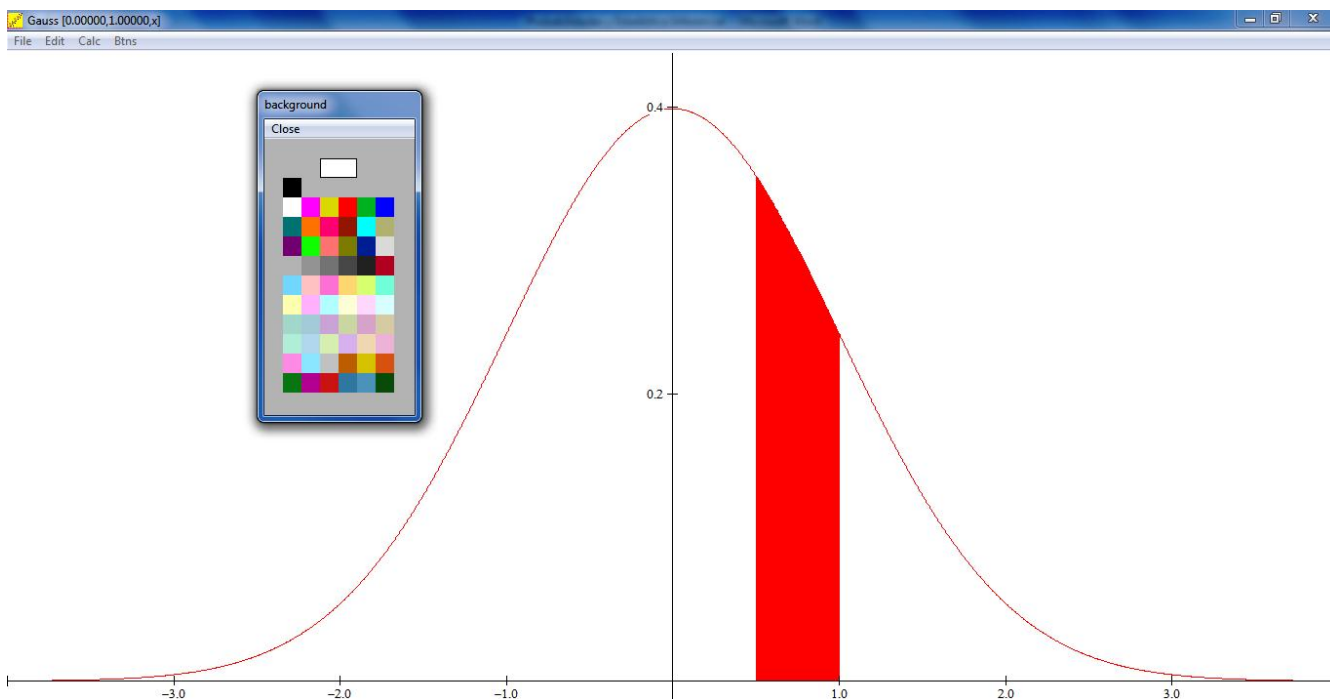 Gauss [0.00000,1.00000,x]
File Edit Calc Btns
background
Close
0.4
0.2
-3.0 -2.0 -1.0 1.0 2.0 3.0